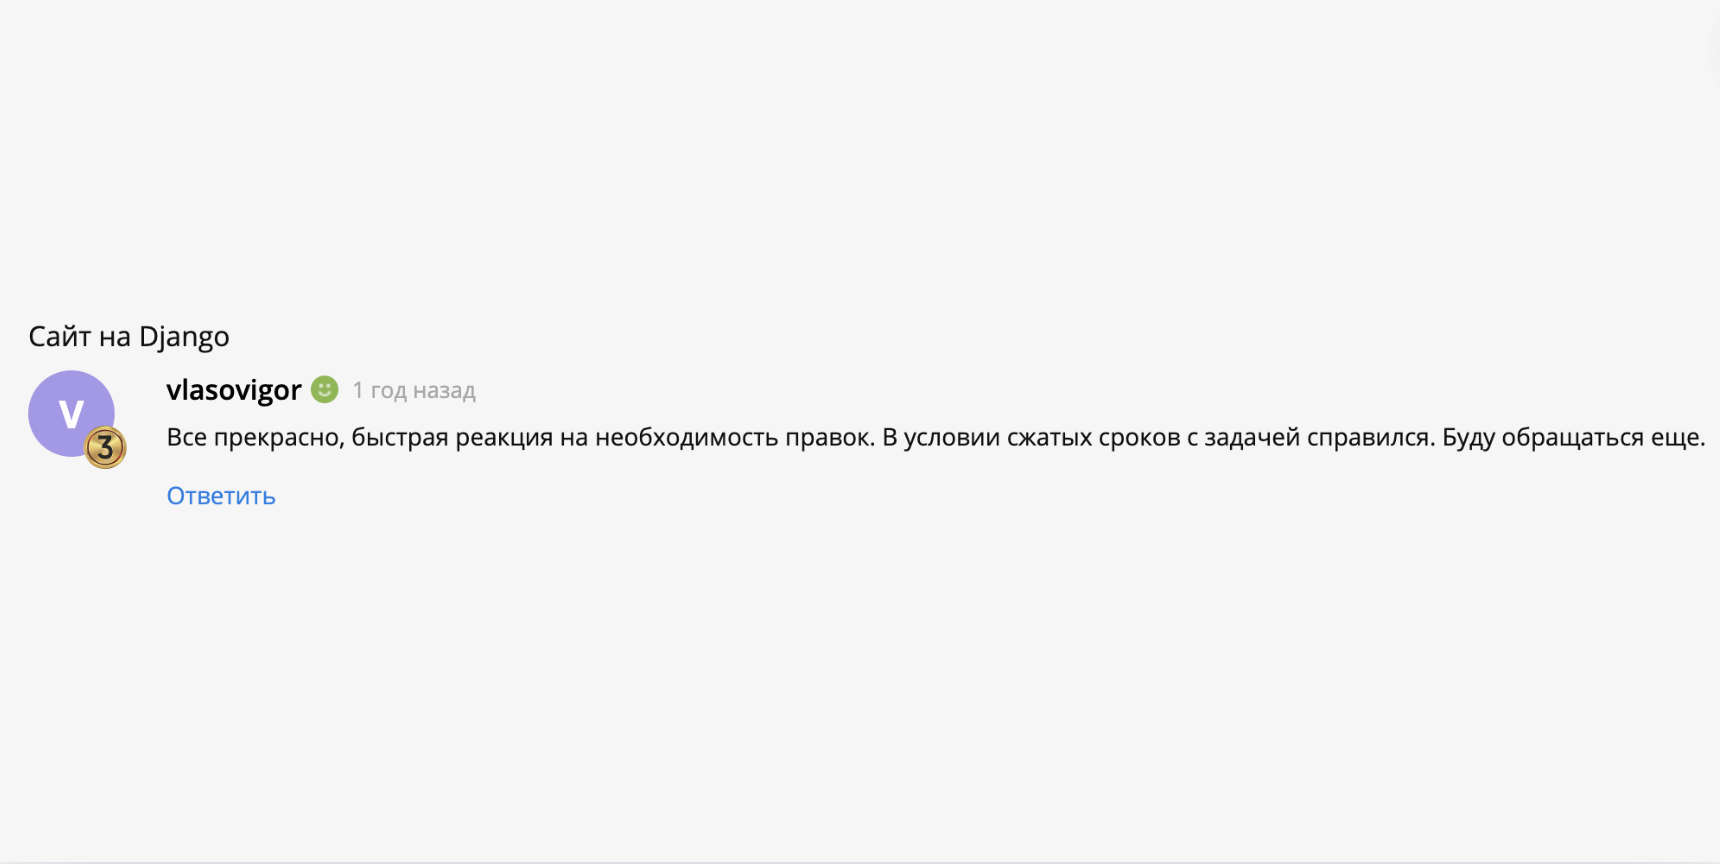 Сайт на Django
V
3
vlasovigor 1 год назад
Все прекрасно, быстрая реакция на необходимость правок. В условии сжатых сроков с задачей справился. Буду обращаться еще.
Ответить